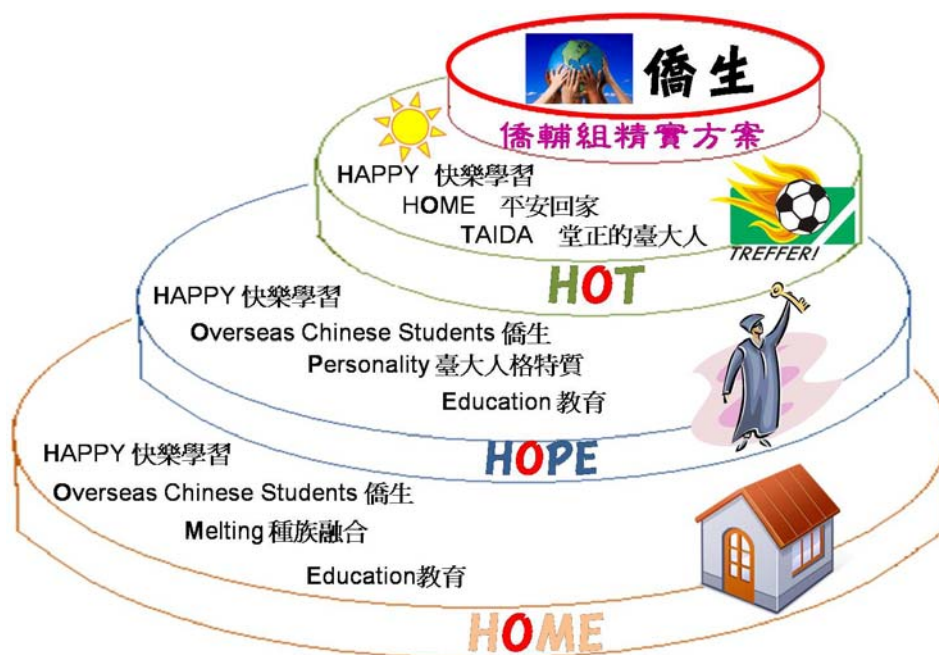 僑生
僑輔組精實方案
HAPPY 快樂學習
HOME 平安回家
TAIDA 堂正的臺大人
TREFFER!
HOT
HAPPY 快樂學習
Overseas Chinese Students 僑生
Personality 臺大人格特質
Education 教育
HOPE
HAPPY 快樂學習
Overseas Chinese Students 僑生
Melting 種族融合
Education教育
HOME